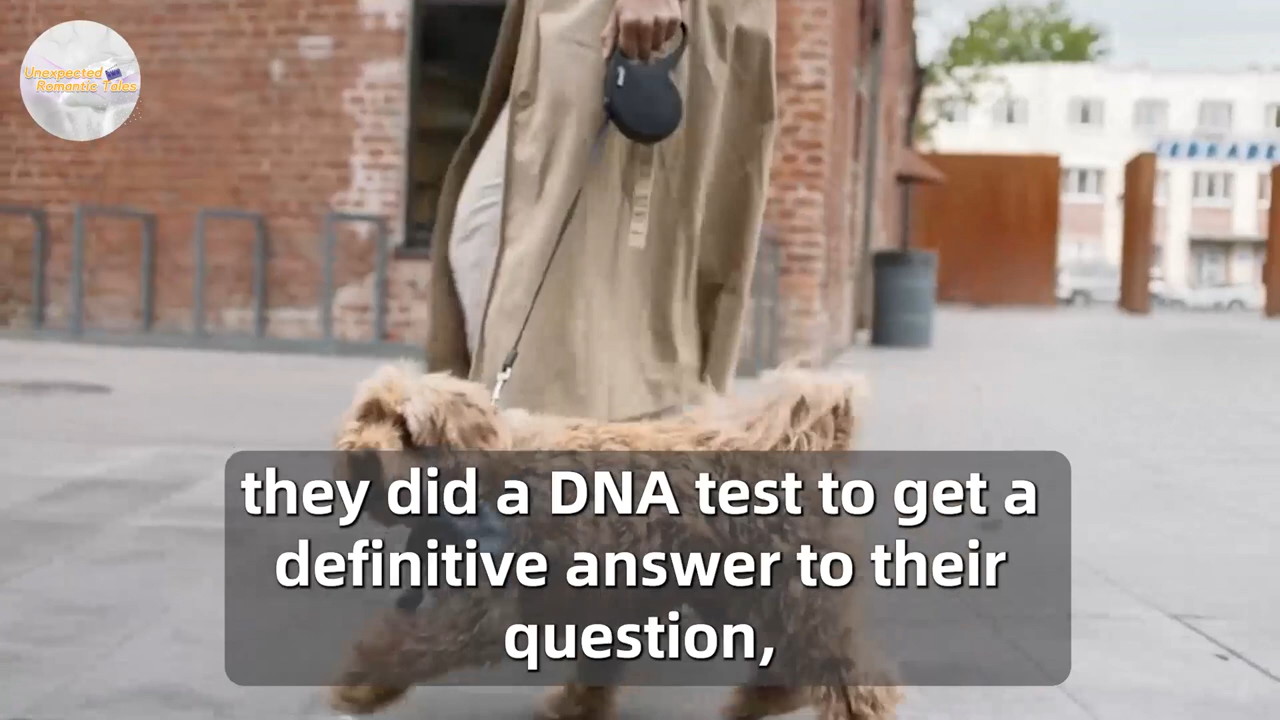 Unexpected
Romantic Tales
they did a DNA test to get a
definitive answer to their
question,